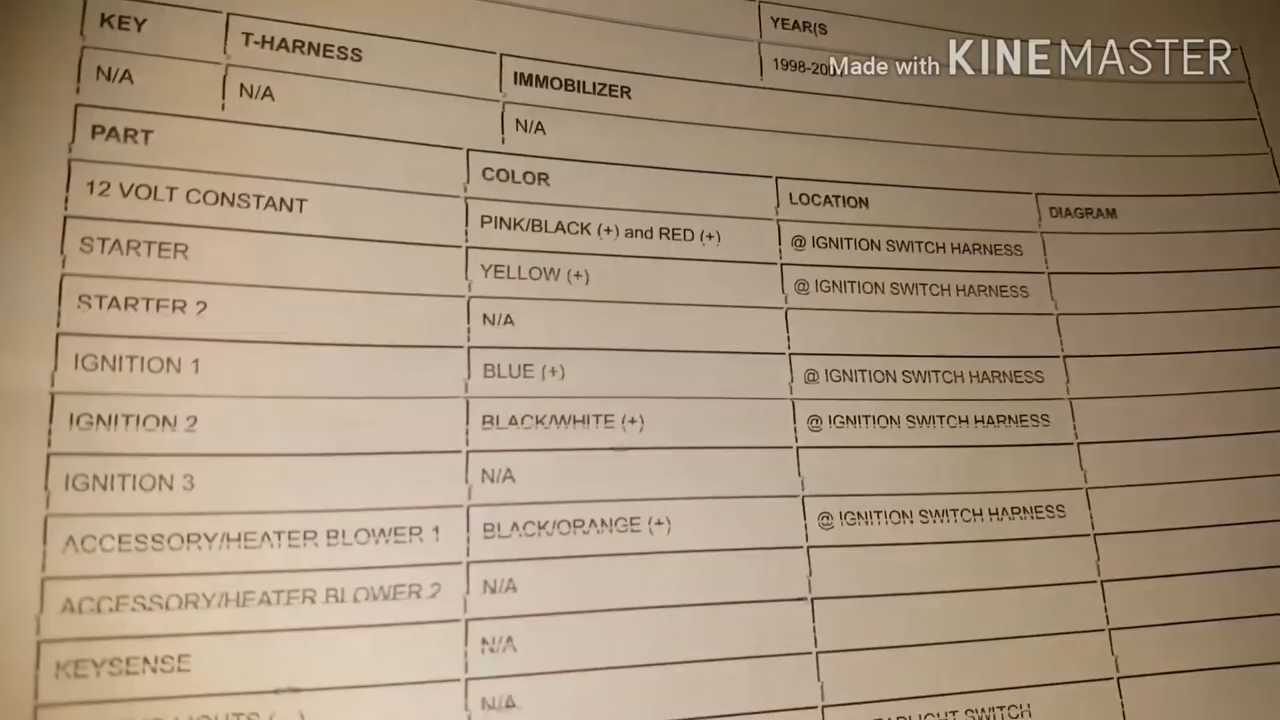 YEAR(S
KEY
T-HARNESS
IMMOBILIZER
1998-20
Made with KINEMASTER
N/A
N/A
N/A
PART
COLOR
LOCATION
DIAGRAM
12 VOLT CONSTANT
PINK/BLACK (+) and RED (+)
@ IGNITION SWITCH HARNESS
STARTER
YELLOW (+)
@ IGNITION SWITCH HARNESS
STARTER 2
N/A
IGNITION 1
BLUE (+)
@ IGNITION SWITCH HARNESS
IGNITION 2
BLACK/WHITE (+)
@ IGNITION SWITCH HARNESS
IGNITION 3
N/A
ACCESSORY/HEATER BLOWER 1
BLACK/ORANGE (+)
@ IGNITION SWITCH HARNESS
ACCESSORY/HEATER BLOWER 2
N/A
KEYSENSE
N/A
N/A
SWITCH